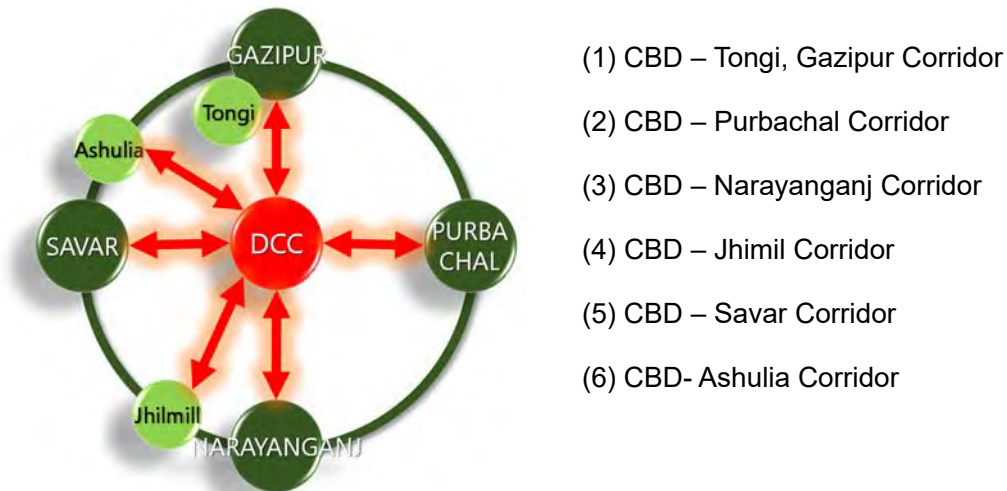 GAZIPUR
Tongi
Ashulia
SAVAR
DCC
PURBA
CHAL
Jhilmill
NARAYANGANJ
(1) CBD – Tongi, Gazipur Corridor
(2) CBD – Purbachal Corridor
(3) CBD – Narayanganj Corridor
(4) CBD – Jhimil Corridor
(5) CBD – Savar Corridor
(6) CBD- Ashulia Corridor